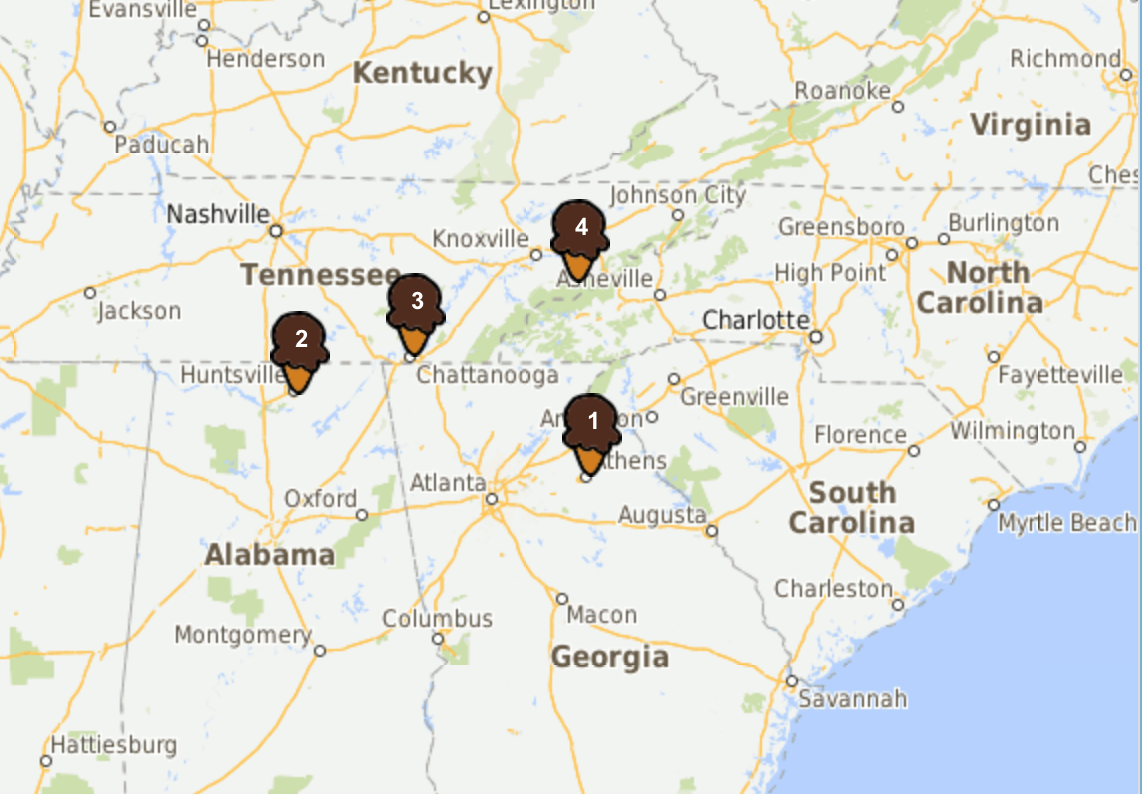 Evansville
Lexington
Henderson
Kentucky
Richmond
Roanoke
Virginia
Paducah
Johnson City
Nashville
Knoxville
4
Greensboro
Burlington
Tennessee
Asheville
High Point
North
Carolina
Jackson
3
Charlotte
2
Huntsville
Chattanooga
Greenville
Fayetteville
1
Athens
Florence
Wilmington
Atlanta
Oxford
South
Carolina
Augusta
Myrtle Beach
Alabama
Charleston
Columbus
Macon
Montgomery
Georgia
Savannah
Hattiesburg